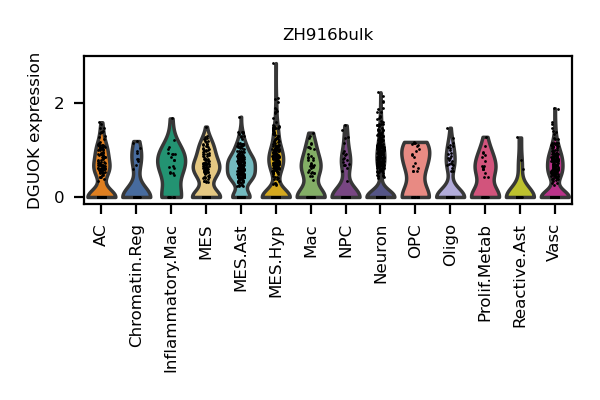 ZH916bulk
DGUOK expression
2
0
AC
Chromatin.Reg
Inflammatory.Mac
MES
MES.Ast
MES.Hyp
Mac
NPC
Neuron
OPC
Oligo
Prolif.Metab
Reactive.Ast
Vasc